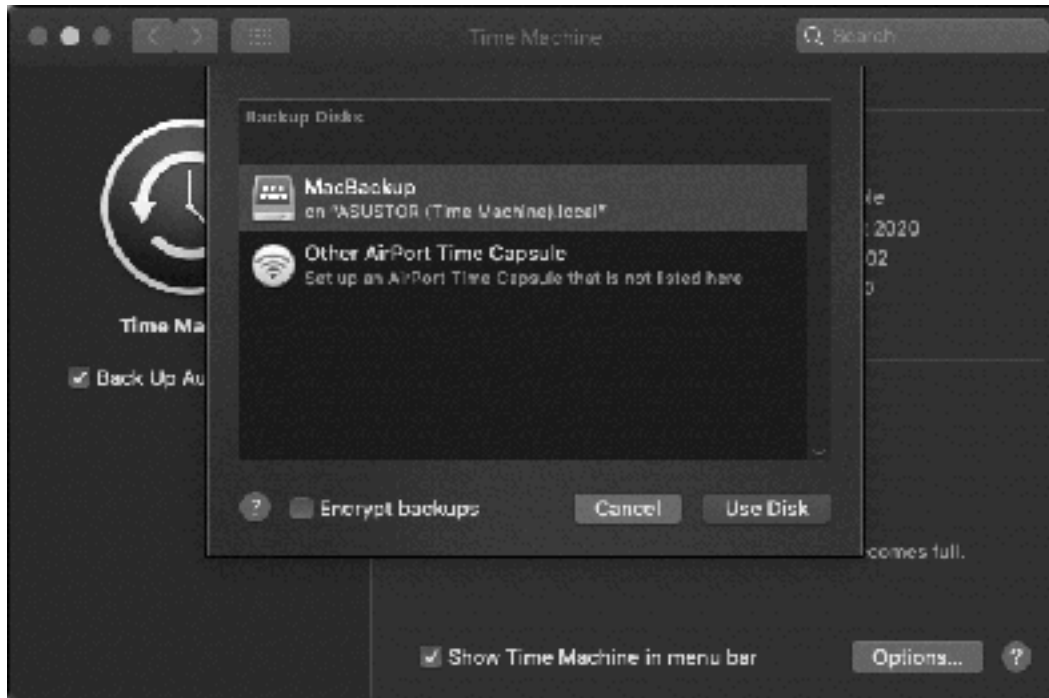 Time Machine
Search
Backup Disks
MacBackup
on "ASUSTOR (Time Machine).local"
Other AirPort Time Capsule
Set up an AirPort Time Capsule that is not listed here
2020
02
Time Ma
Back Up Au
Encrypt backups
Cancel
Use Disk
comes full.
Show Time Machine in menu bar
Options...
?